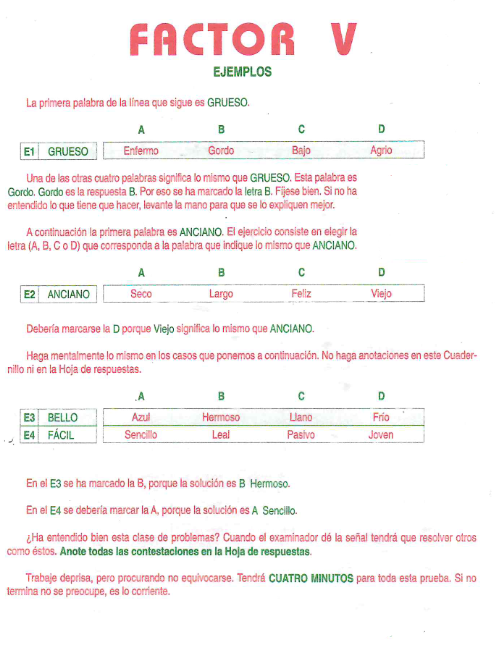 FACTOR V
EJEMPLOS
La primera palabra de la línea que sigue es GRUESO.
A B C D
E1 GRUESO Enfermo Gordo Bajo Agrio
Una de las otras cuatro palabras significa lo mismo que GRUESO. Esta palabra es
Gordo. Gordo es la respuesta B. Por eso se ha marcado la letra B. Fíjese bien. Si no ha
entendido lo que tiene que hacer, levante la mano para que se lo expliquen mejor.
A continuación la primera palabra es ANCIANO. El ejercicio consiste en elegir la
letra (A, B, C o D) que corresponda a la palabra que indique lo mismo que ANCIANO.
A B C D
E2 ANCIANO Seco Largo Feliz Viejo
Debería marcarse la D porque Viejo significa lo mismo que ANCIANO.
Haga mentalmente lo mismo en los casos que ponemos a continuación. No haga anotaciones en este Cuader-
nillo ni en la Hoja de respuestas.
A B C D
E3 BELLO Azul Hermoso Llano Frío
E4 FÁCIL Sencillo Leal Pasivo Joven
En el E3 se ha marcado la B, porque la solución es B Hermoso.
En el E4 se debería marcar la A, porque la solución es A Sencillo.
¿Ha entendido bien esta clase de problemas? Cuando el examinador dé la señal tendrá que resolver otros
como éstos. Anote todas las contestaciones en la Hoja de respuestas.
Trabaje deprisa, pero procurando no equivocarse. Tendrá CUATRO MINUTOS para toda esta prueba. Si no
termina no se preocupe, es lo corriente.